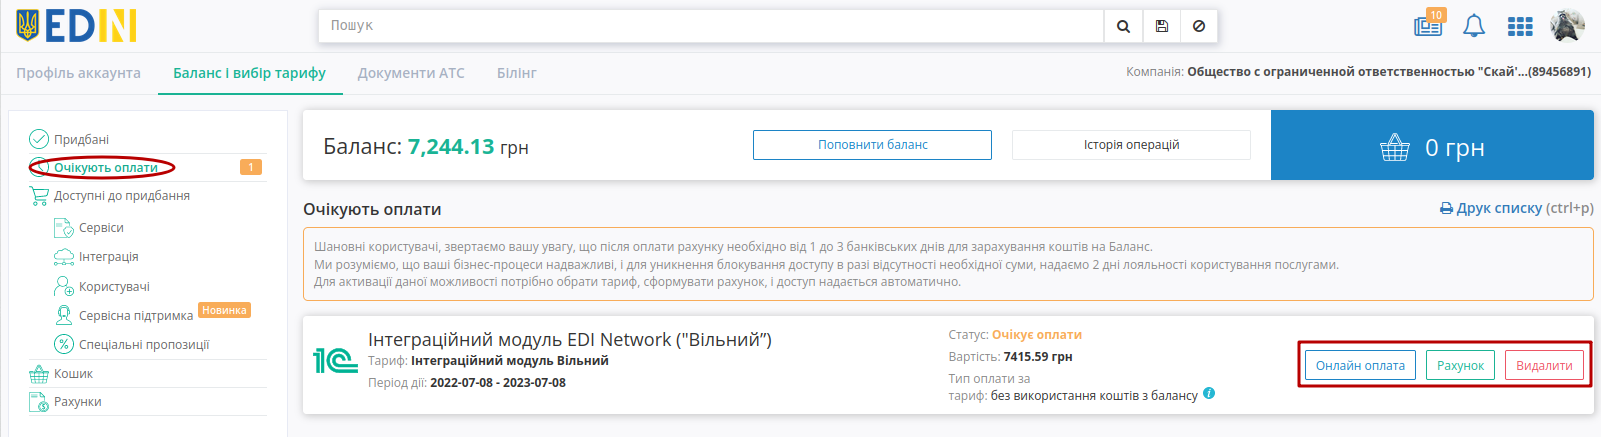 EDIN
Пошук
10
Профіль аккаунта
Баланс і вибір тарифу
Документи АТС
Білінг
Компанія: Общество с ограниченной ответственностью "Скай"...(89456891)
Придбані
Очікують оплати
1
Доступні до придбання
Сервіси
Інтеграція
Користувачі
Сервісна підтримка
Новинка
Спеціальні пропозиції
Кошик
Рахунки
Баланс: 7,244.13 грн
Поповнити баланс
Історія операцій
0 грн
Очікують оплати
Друк списку (ctrl+p)
Шановні користувачі, звертаємо вашу увагу, що після оплати рахунку необхідно від 1 до 3 банківських днів для зарахування коштів на Баланс.
Ми розуміємо, що ваші бізнес-процеси надважливі, і для уникнення блокування доступу в разі відсутності необхідної суми, надаємо 2 дні лояльності користування послугами.
Для активації даної можливості потрібно обрати тариф, сформувати рахунок, і доступ надається автоматично.
1С
Інтеграційний модуль EDI Network ("Вільний”)
Тариф: Інтеграційний модуль Вільний
Період дії: 2022-07-08 - 2023-07-08
Статус: Очікує оплати
Вартість: 7415.59 грн
Тип оплати за
тариф: без використання коштів з балансу
Онлайн оплата
Рахунок
Видалити